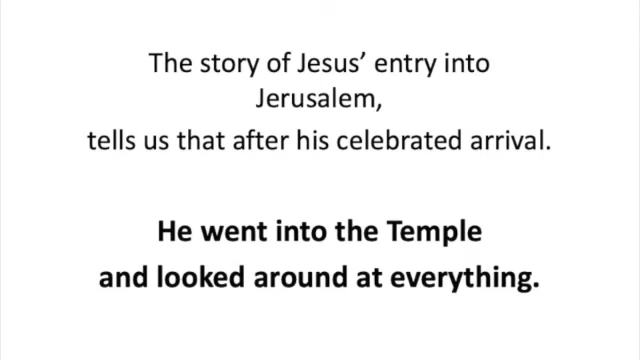 The story of Jesus’ entry into
Jerusalem,
tells us that after his celebrated arrival.
He went into the Temple
and looked around at everything.